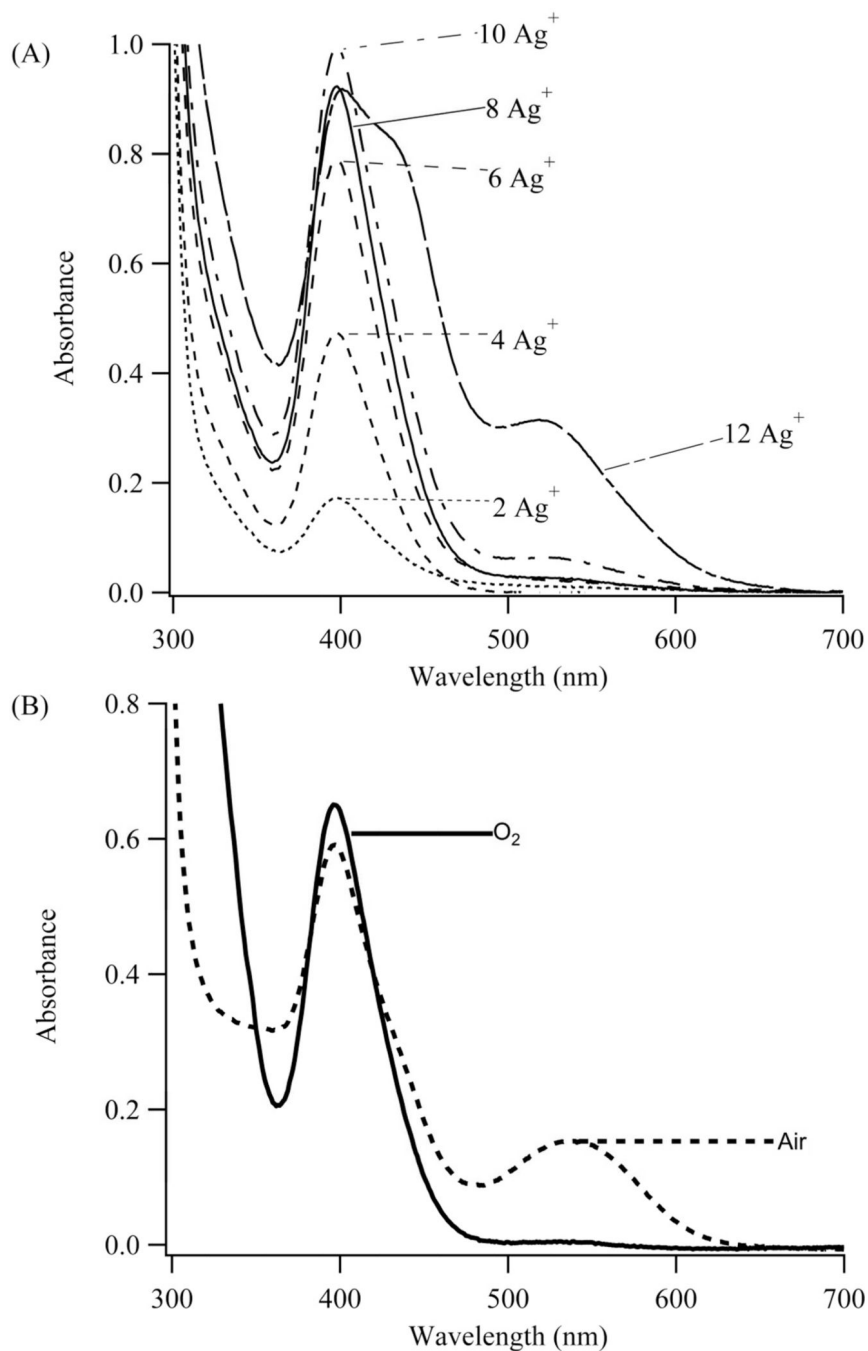 (A)
1.0
0.8
0.6
0.4
0.2
0.0
Absorbance
10 Ag⁺
8 Ag⁺
6 Ag⁺
4 Ag⁺
12 Ag⁺
2 Ag⁺
300 400 500 600 700
Wavelength (nm)
(B)
0.8
0.6
0.4
0.2
0.0
Absorbance
O₂
Air
300 400 500 600 700
Wavelength (nm)